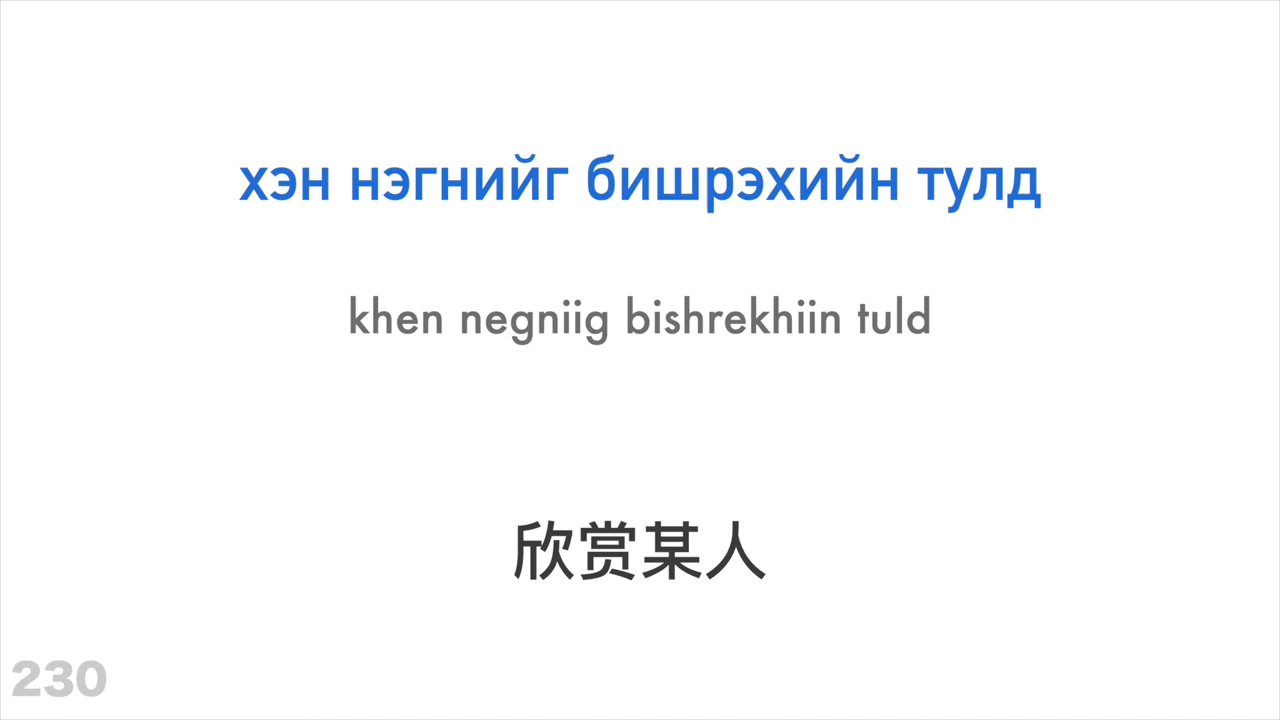 хэн нэгнийг бишрэхийн тулд
khen negniig bishrekhiin tuld
欣赏某人
230